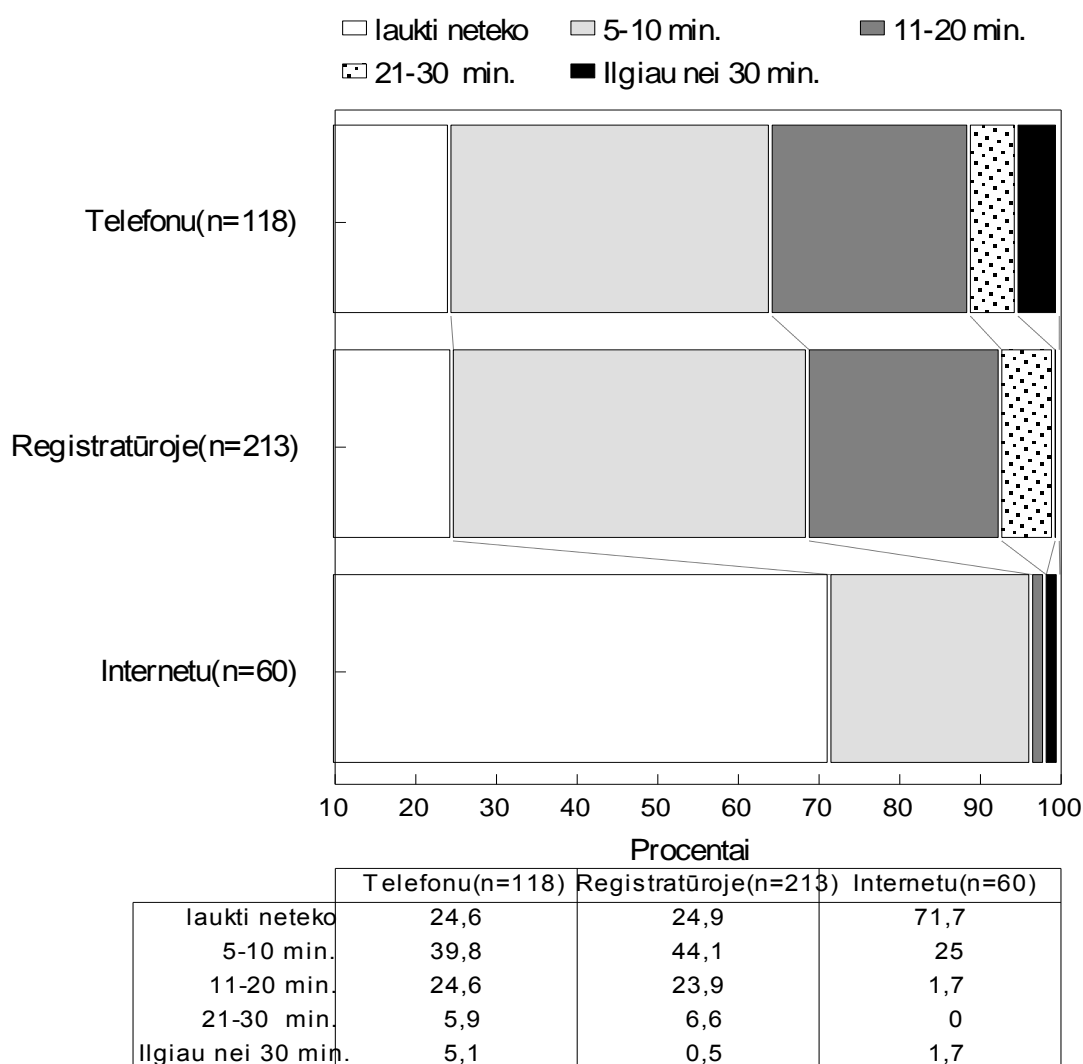 laukti neteko 5-10 min. 11-20 min.
21-30 min. Ilgiau nei 30 min.
Telefonu(n=118)
Registratūroje(n=213)
Internetu(n=60)
10 20 30 40 50 60 70 80 90 100
Procentai
Telefonu(n=118) Registratūroje(n=213) Internetu(n=60)
laukti neteko 24,6 24,9 71,7
5-10 min. 39,8 44,1 25
11-20 min. 24,6 23,9 1,7
21-30 min. 5,9 6,6 0
Ilgiau nei 30 min. 5,1 0,5 1,7